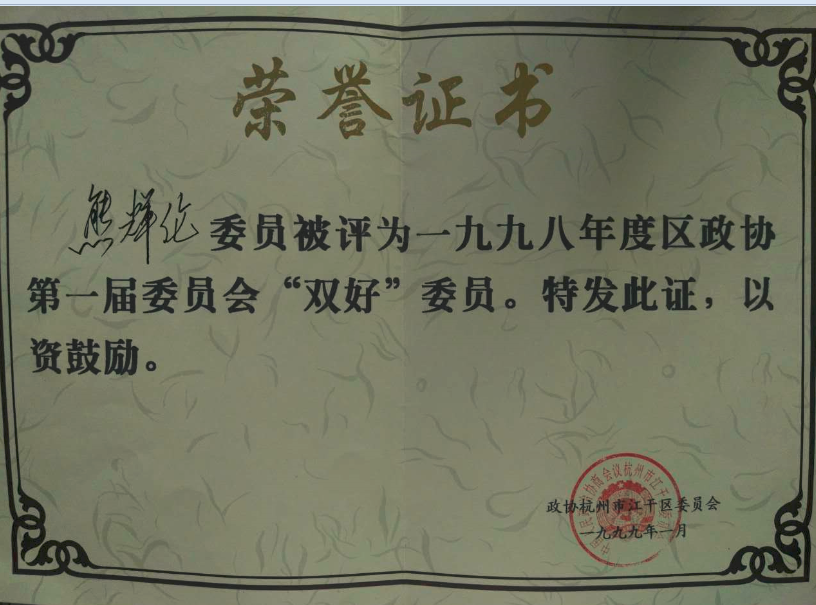 荣誉证书
熊辉伦委员被评为一九九八年度区政协
第一届委员会“双好”委员。特发此证，以
资鼓励。
政协杭州市江干区委员会
一九九九年一月